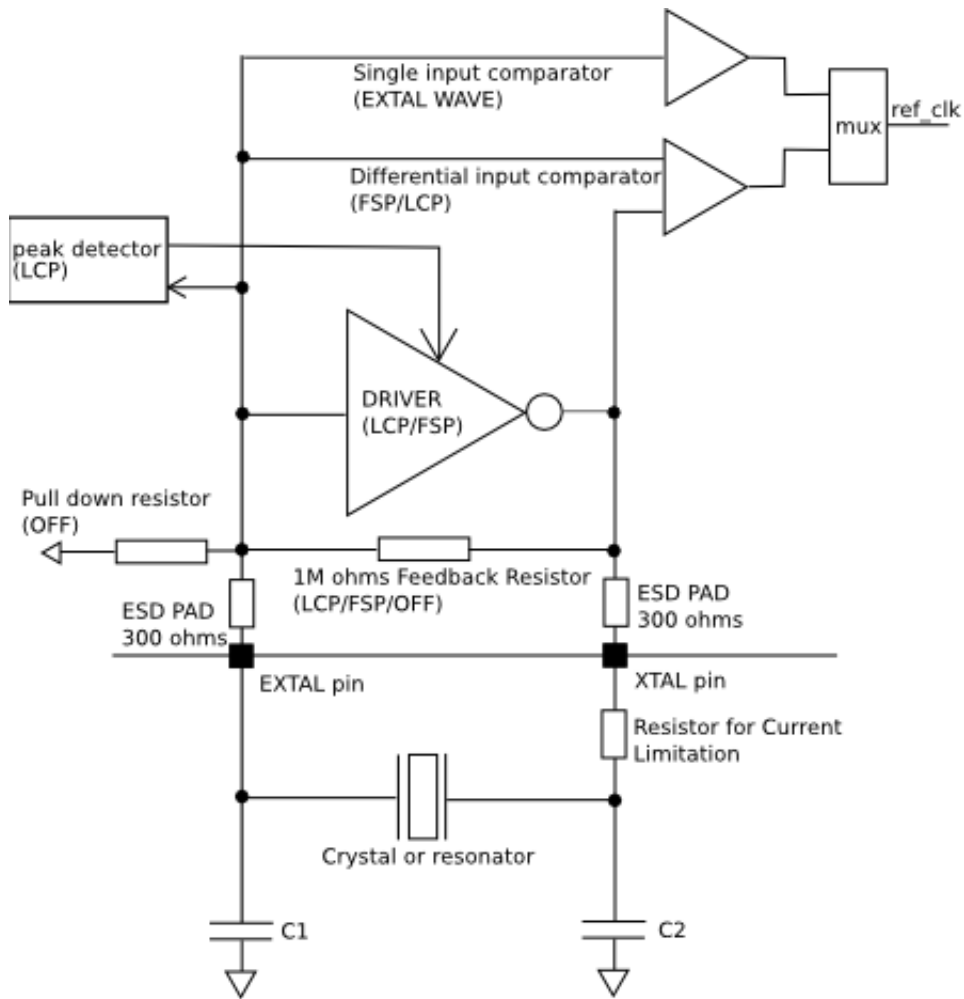 Single input comparator
(EXTAL WAVE)
ref_clk
mux
Differential input comparator
(FSP/LCP)
peak detector
(LCP)
DRIVER
(LCP/FSP)
Pull down resistor
(OFF)
1M ohms Feedback Resistor
(LCP/FSP/OFF)
ESD PAD
300 ohms
ESD PAD
300 ohms
EXTAL pin
XTAL pin
Resistor for Current
Limitation
Crystal or resonator
C1
C2